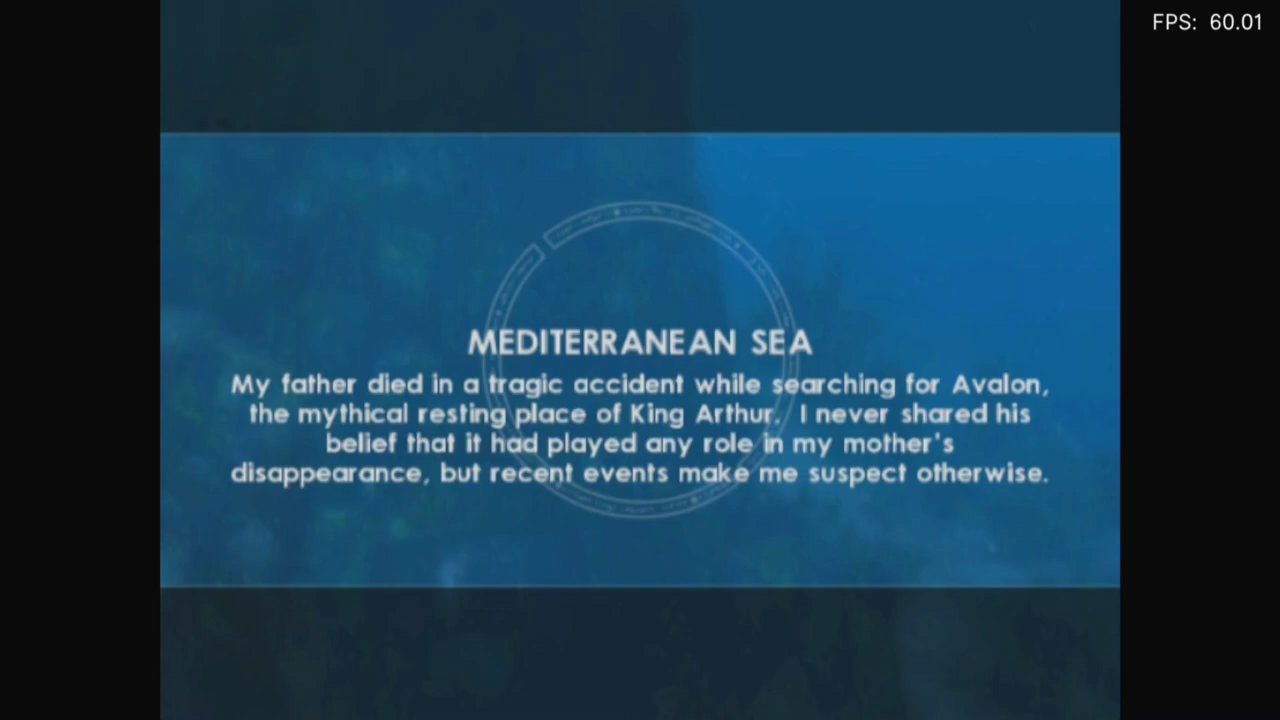 FPS: 60.01
MEDITERRANEAN SEA
My father died in a tragic accident while searching for Avalon,
the mythical resting place of King Arthur. I never shared his
belief that it had played any role in my mother's
disappearance, but recent events make me suspect otherwise.